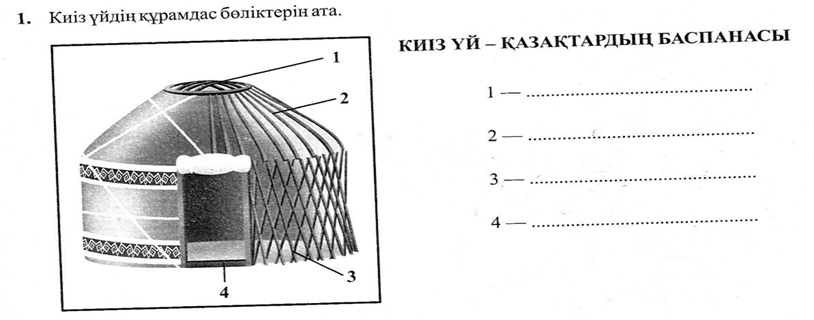 1. Киіз үйдің құрамдас бөліктерін ата.
КИІЗ ҮЙ – ҚАЗАҚТАРДЫҢ БАСПАНАСЫ
1
2
3
4
1 — ..........................................
2 — ..........................................
3 — ..........................................
4 — ..........................................